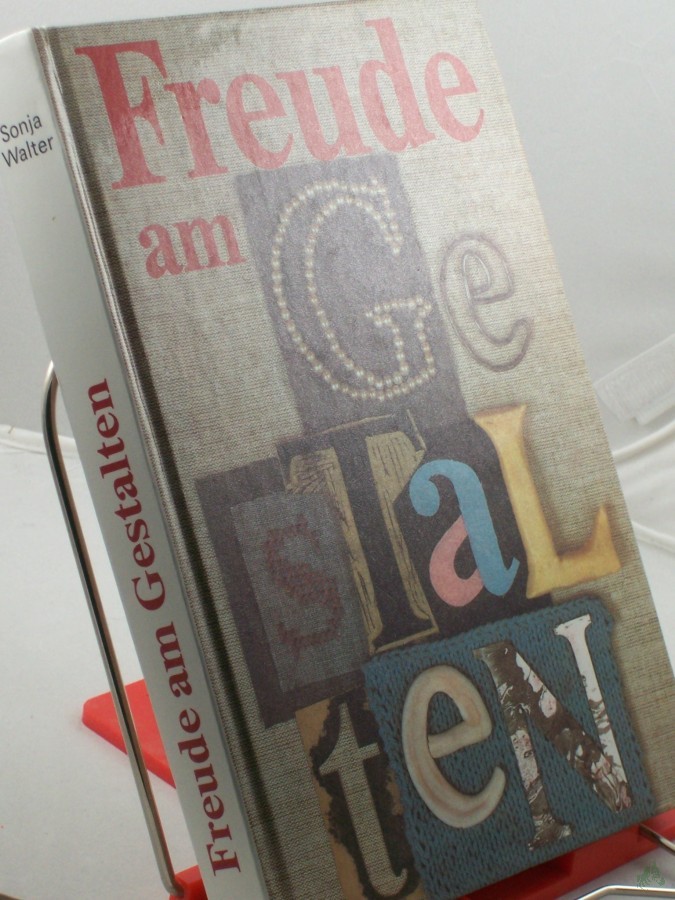 Sonja
Walter
Freude am Gestalten
Freude
am Ge
sTaL
teN